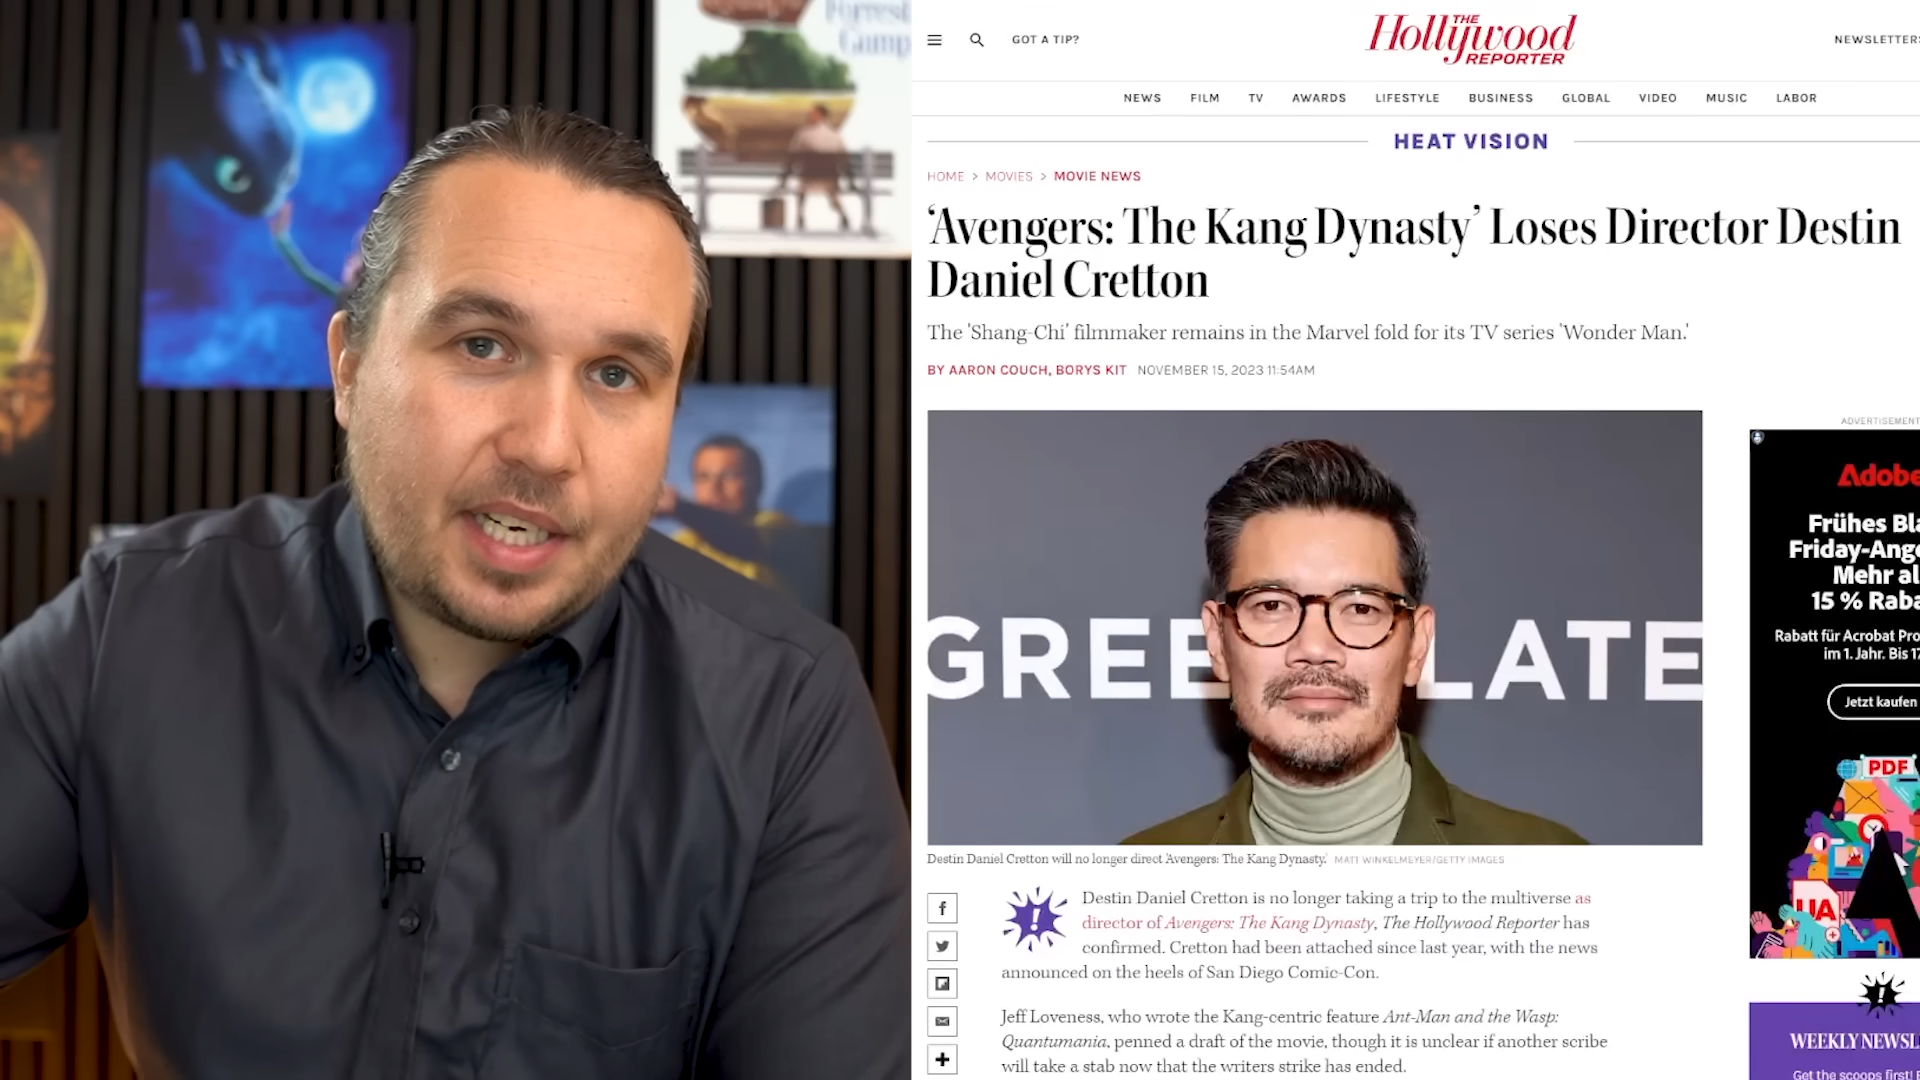 Forrest
Gump
GOT A TIP?
THE
Hollywood
REPORTER
NEWSLETTERS
NEWS FILM TV AWARDS LIFESTYLE BUSINESS GLOBAL VIDEO MUSIC LABOR
HEAT VISION
HOME > MOVIES > MOVIE NEWS
‘Avengers: The Kang Dynasty’ Loses Director Destin
Daniel Cretton
The 'Shang-Chi' filmmaker remains in the Marvel fold for its TV series 'Wonder Man.'
BY AARON COUCH, BORYS KIT NOVEMBER 15, 2023 11:54AM
ADVERTISEMENT
Adobe
Frühes Bla
Friday-Ange
Mehr al
15 % Raba
Rabatt für Acrobat Pro
im 1. Jahr. Bis 17
Jetzt kaufen
PDF
GREE LATE
Destin Daniel Cretton will no longer direct 'Avengers: The Kang Dynasty.' MATT WINKELMEYER/GETTY IMAGES
Destin Daniel Cretton is no longer taking a trip to the multiverse as
director of Avengers: The Kang Dynasty, The Hollywood Reporter has
confirmed. Cretton had been attached since last year, with the news
announced on the heels of San Diego Comic-Con.
Jeff Loveness, who wrote the Kang-centric feature Ant-Man and the Wasp:
Quantumania, penned a draft of the movie, though it is unclear if another scribe
will take a stab now that the writers strike has ended.
WEEKLY NEWSL
Get the scoops first!